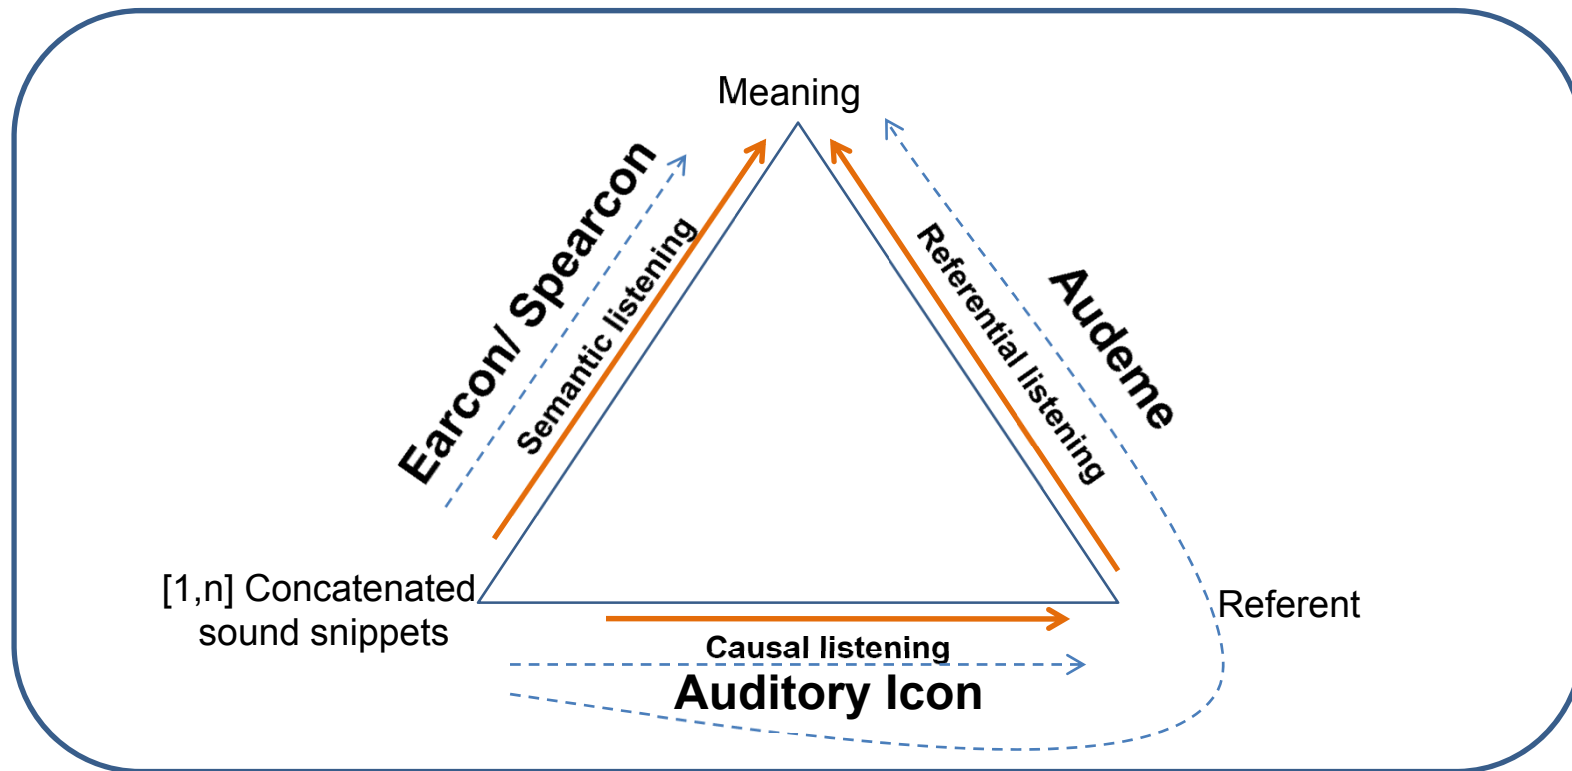 Meaning
Earcon/ Spearcon
Semantic listening
Referential listening
Audeme
[1,n] Concatenated
sound snippets
Referent
Causal listening
Auditory Icon